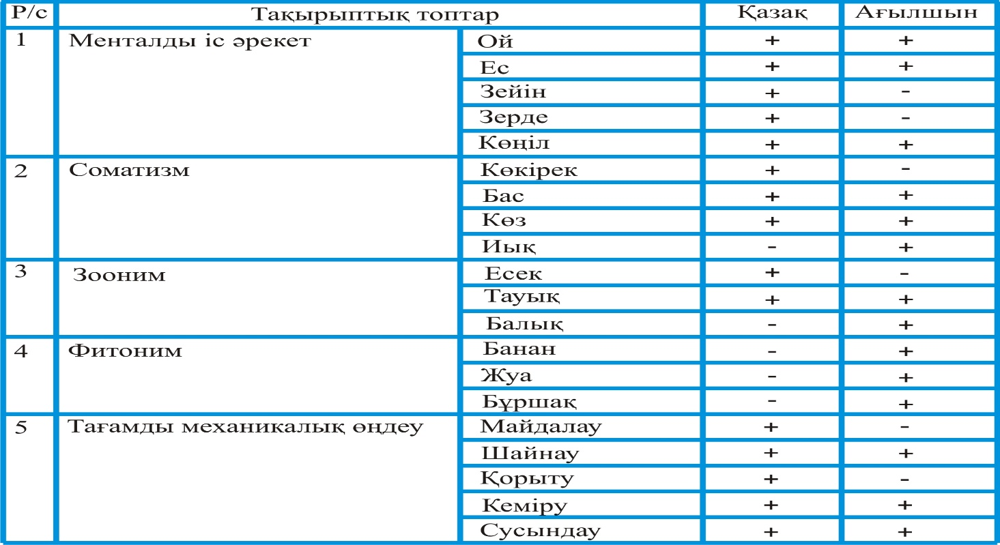 Р/с Тақырыптық топтар Қазақ Ағылшын
1 Менталды іс әрекет Ой + +
Ес + +
Зейін + -
Зерде + -
Көңіл + +
2 Соматизм Көкірек + -
Бас + +
Көз + +
Иық - +
3 Зооним Есек + -
Тауық + +
Балық - +
4 Фитоним Банан - +
Жуа - +
Бұршақ - +
5 Тағамды механикалық өңдеу Майдалау + -
Шайнау + +
Қорыту + -
Кеміру + +
Сусындау + +